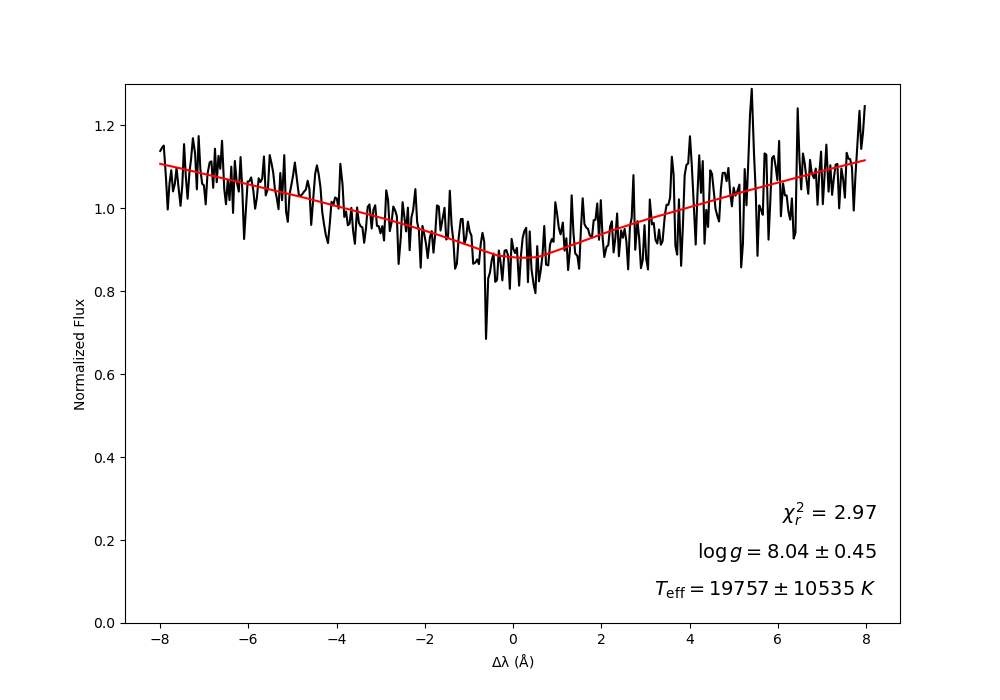 1.2
1.0
0.8
0.6
0.4
0.2
0.0
Normalized Flux
χ²ᵣ = 2.97
log g = 8.04 ± 0.45
T_eff = 19757 ± 10535 K
−8 −6 −4 −2 0 2 4 6 8
Δλ (Å)